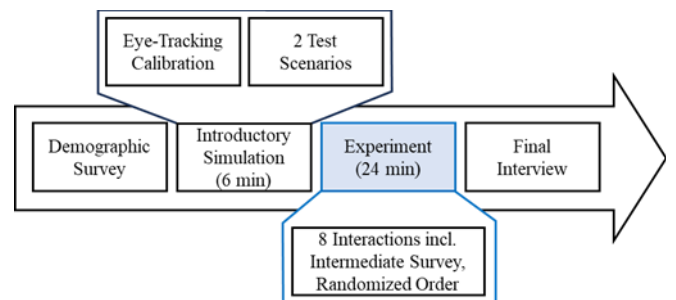 Eye-Tracking
Calibration
2 Test
Scenarios
Demographic
Survey
Introductory
Simulation
(6 min)
Experiment
(24 min)
Final
Interview
8 Interactions incl.
Intermediate Survey,
Randomized Order